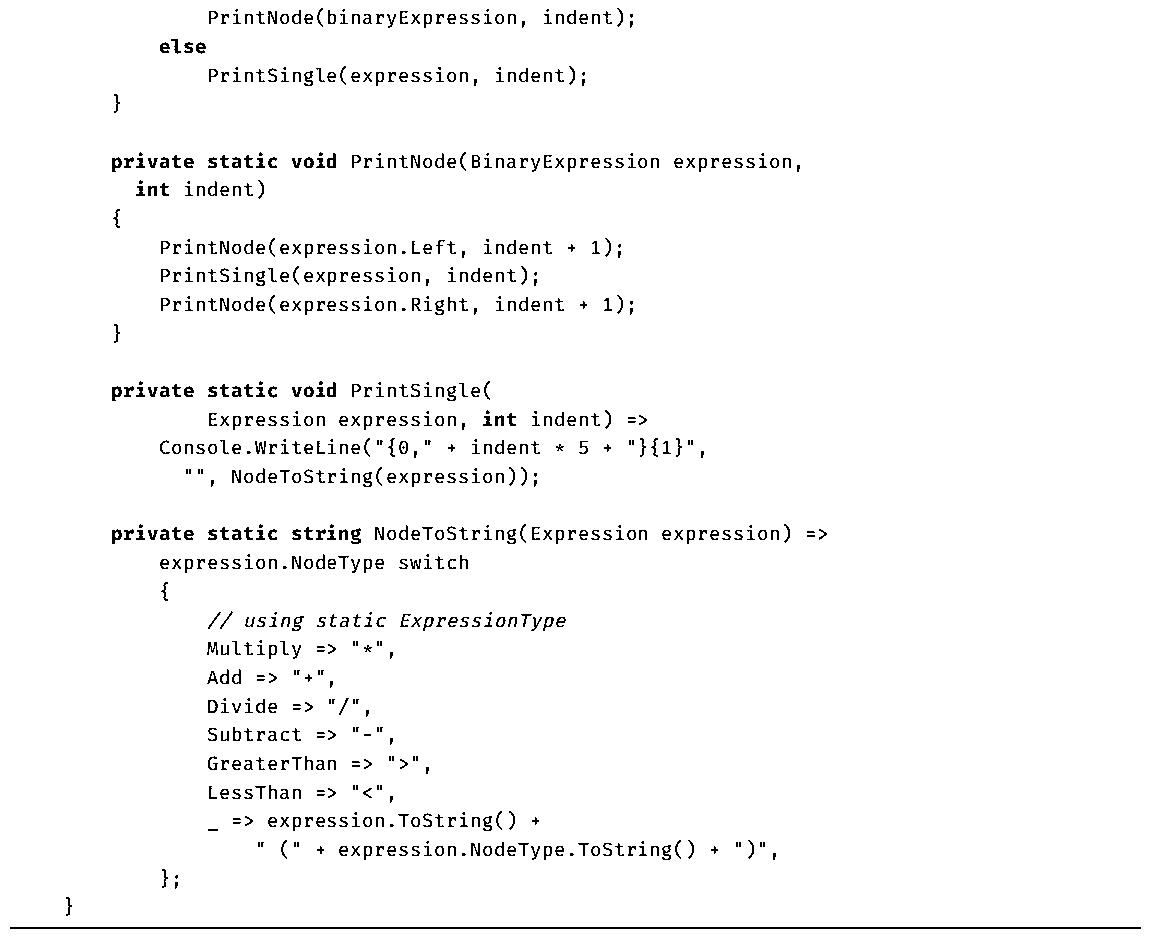 PrintNode(binaryExpression, indent);
        else
            PrintSingle(expression, indent);
    }

    private static void PrintNode(BinaryExpression expression,
      int indent)
    {
        PrintNode(expression.Left, indent + 1);
        PrintSingle(expression, indent);
        PrintNode(expression.Right, indent + 1);
    }

    private static void PrintSingle(
            Expression expression, int indent) =>
        Console.WriteLine("{0," + indent * 5 + "}{1}",
          "", NodeToString(expression));

    private static string NodeToString(Expression expression) =>
        expression.NodeType switch
        {
            // using static ExpressionType
            Multiply => "*",
            Add => "+",
            Divide => "/",
            Subtract => "-",
            GreaterThan => ">",
            LessThan => "<",
            _ => expression.ToString() +
                " (" + expression.NodeType.ToString() + ")",
        };
}